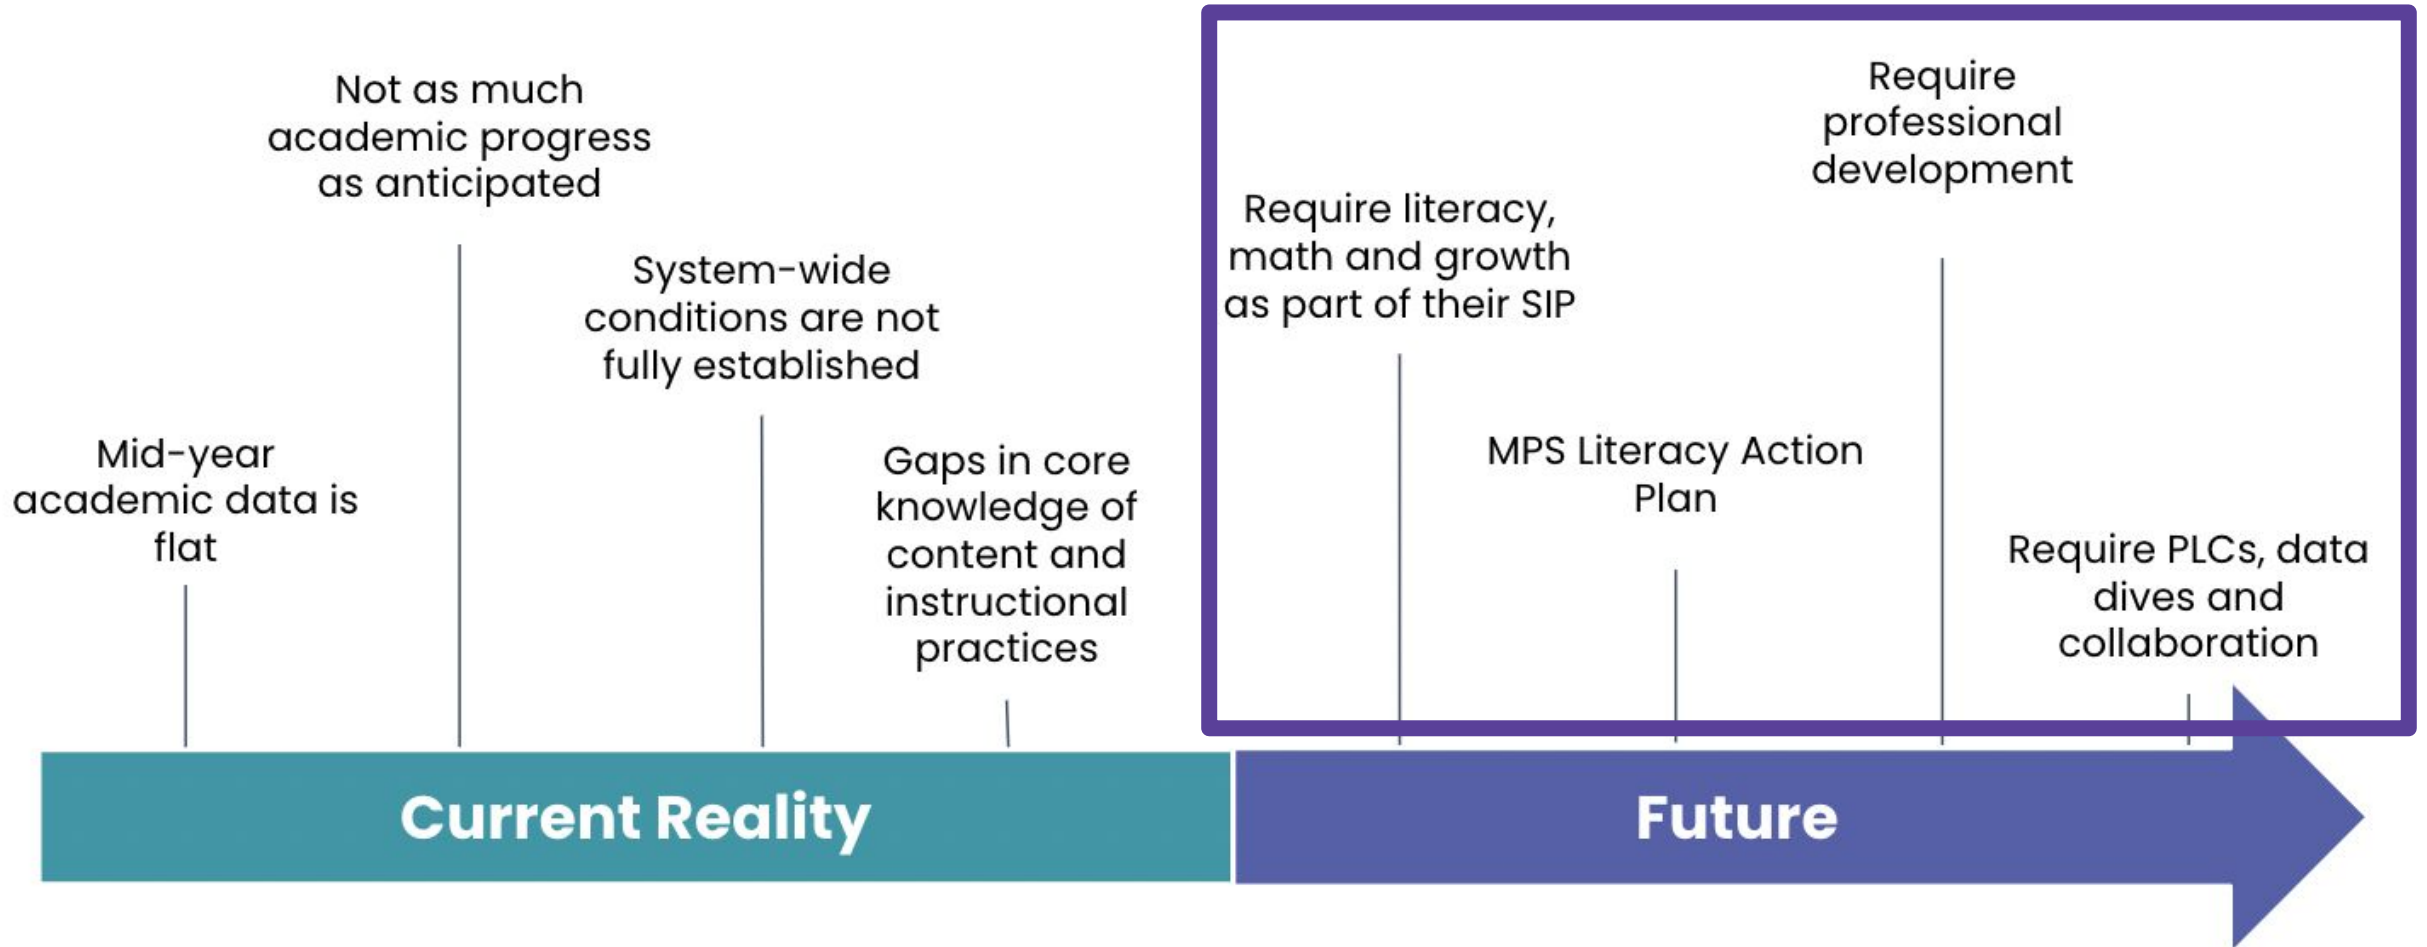 Mid-year
academic data is
flat
Not as much
academic progress
as anticipated
System-wide
conditions are not
fully established
Gaps in core
knowledge of
content and
instructional
practices
Require literacy,
math and growth
as part of their SIP
MPS Literacy Action
Plan
Require
professional
development
Require PLCs, data
dives and
collaboration
Current Reality
Future